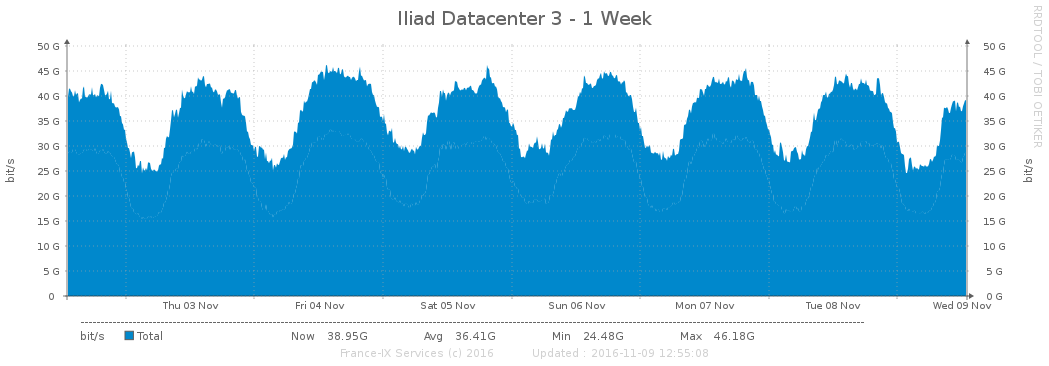 Iliad Datacenter 3 - 1 Week
RRDTOOL / TOBI OETIKER
50 G 50 G
45 G 45 G
40 G 40 G
35 G 35 G
30 G 30 G
25 G 25 G
20 G 20 G
15 G 15 G
10 G 10 G
5 G 5 G
0 0 G
bit/s bit/s
Thu 03 Nov Fri 04 Nov Sat 05 Nov Sun 06 Nov Mon 07 Nov Tue 08 Nov Wed 09 Nov
bit/s Total Now 38.95G Avg 36.41G Min 24.48G Max 46.18G
France-IX Services (c) 2016 Updated : 2016-11-09 12:55:08